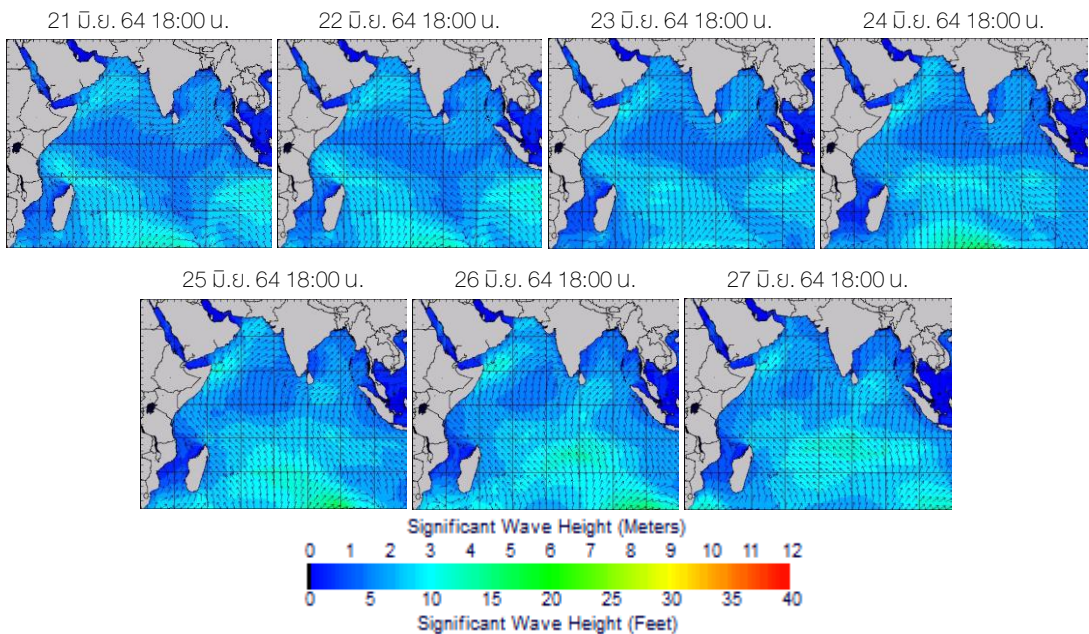 21 มิ.ย. 64 18:00 น.
22 มิ.ย. 64 18:00 น.
23 มิ.ย. 64 18:00 น.
24 มิ.ย. 64 18:00 น.
25 มิ.ย. 64 18:00 น.
26 มิ.ย. 64 18:00 น.
27 มิ.ย. 64 18:00 น.
Significant Wave Height (Meters)
0 1 2 3 4 5 6 7 8 9 10 11 12
0 5 10 15 20 25 30 35 40
Significant Wave Height (Feet)